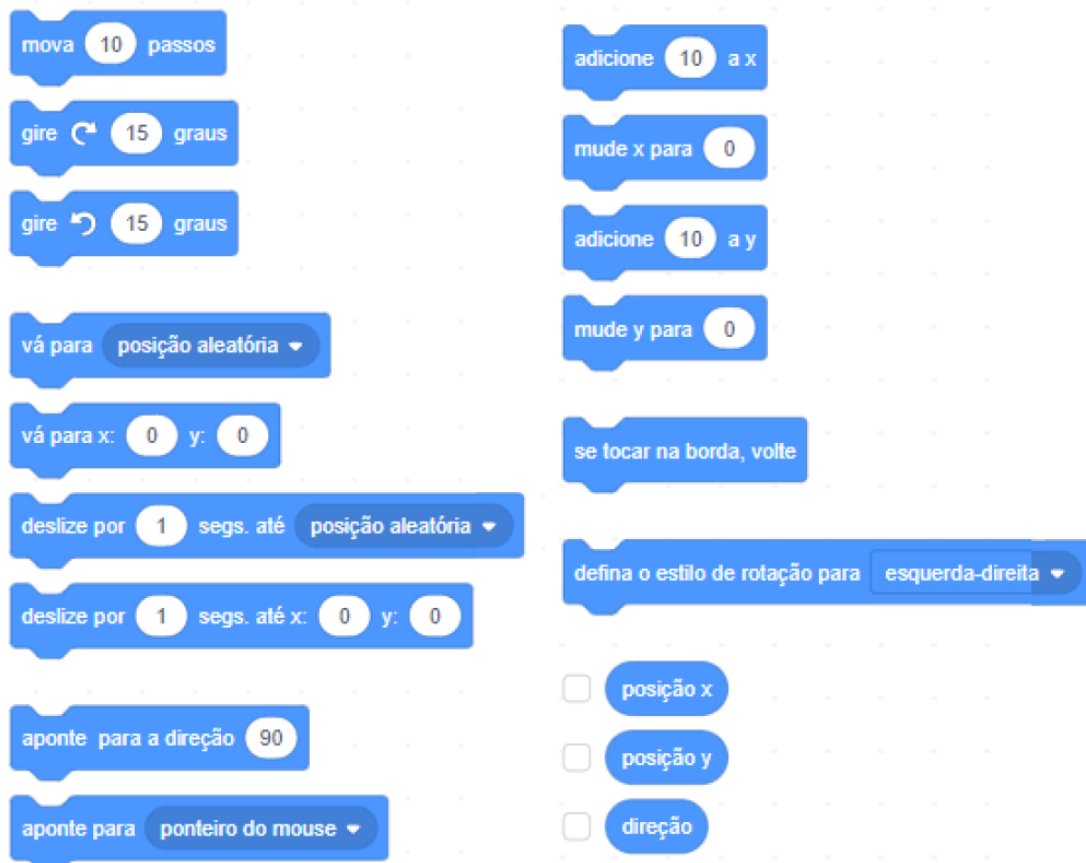 mova 10 passos
gire 15 graus
gire 15 graus
vá para posição aleatória
vá para x: 0 y: 0
deslize por 1 segs. até posição aleatória
deslize por 1 segs. até x: 0 y: 0
aponte para a direção 90
aponte para ponteiro do mouse
adicione 10 a x
mude x para 0
adicione 10 a y
mude y para 0
se tocar na borda, volte
defina o estilo de rotação para esquerda-direita
posição x
posição y
direção